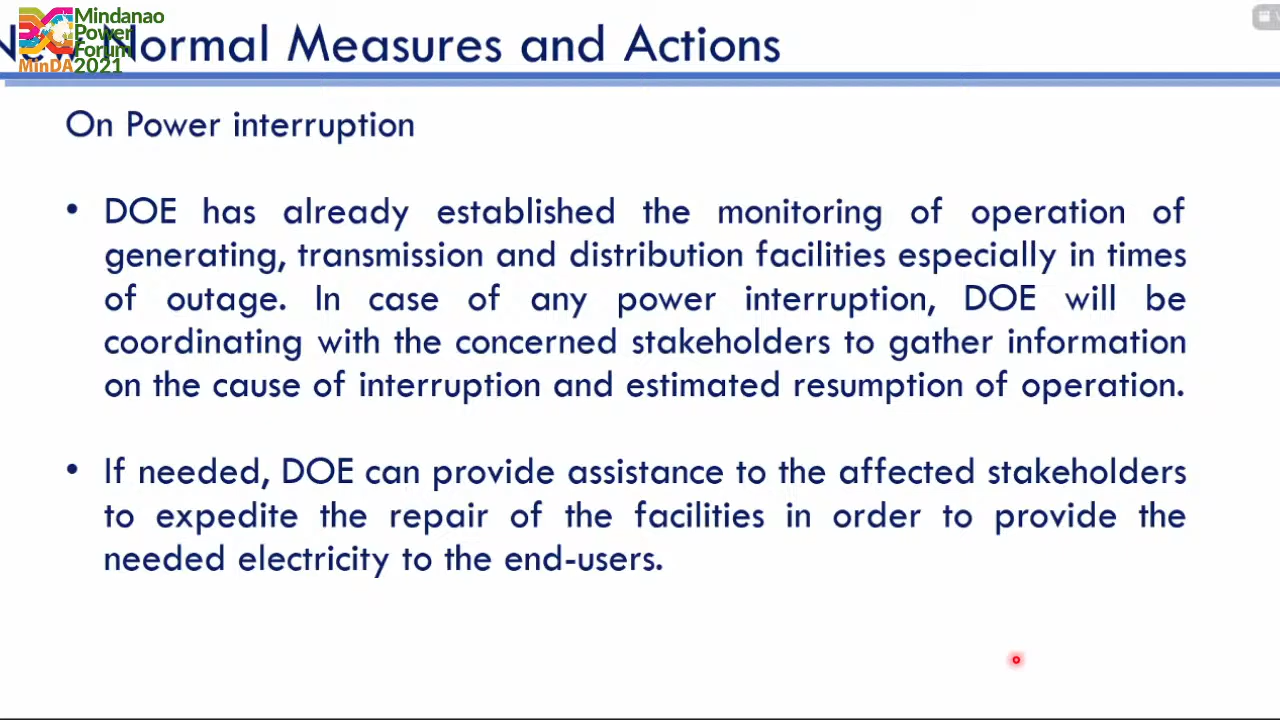 Mindanao
Power
Forum
MinDA 2021
New Normal Measures and Actions
On Power interruption
• DOE has already established the monitoring of operation of
generating, transmission and distribution facilities especially in times
of outage. In case of any power interruption, DOE will be
coordinating with the concerned stakeholders to gather information
on the cause of interruption and estimated resumption of operation.
• If needed, DOE can provide assistance to the affected stakeholders
to expedite the repair of the facilities in order to provide the
needed electricity to the end-users.